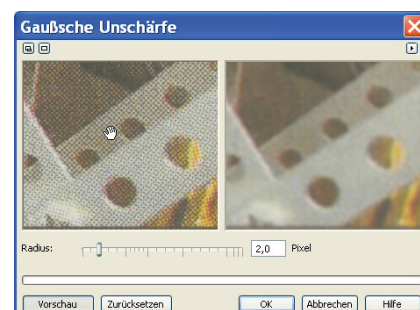 Gaußsche Unschärfe
Radius: 2,0 Pixel
Vorschau Zurücksetzen OK Abbrechen Hilfe